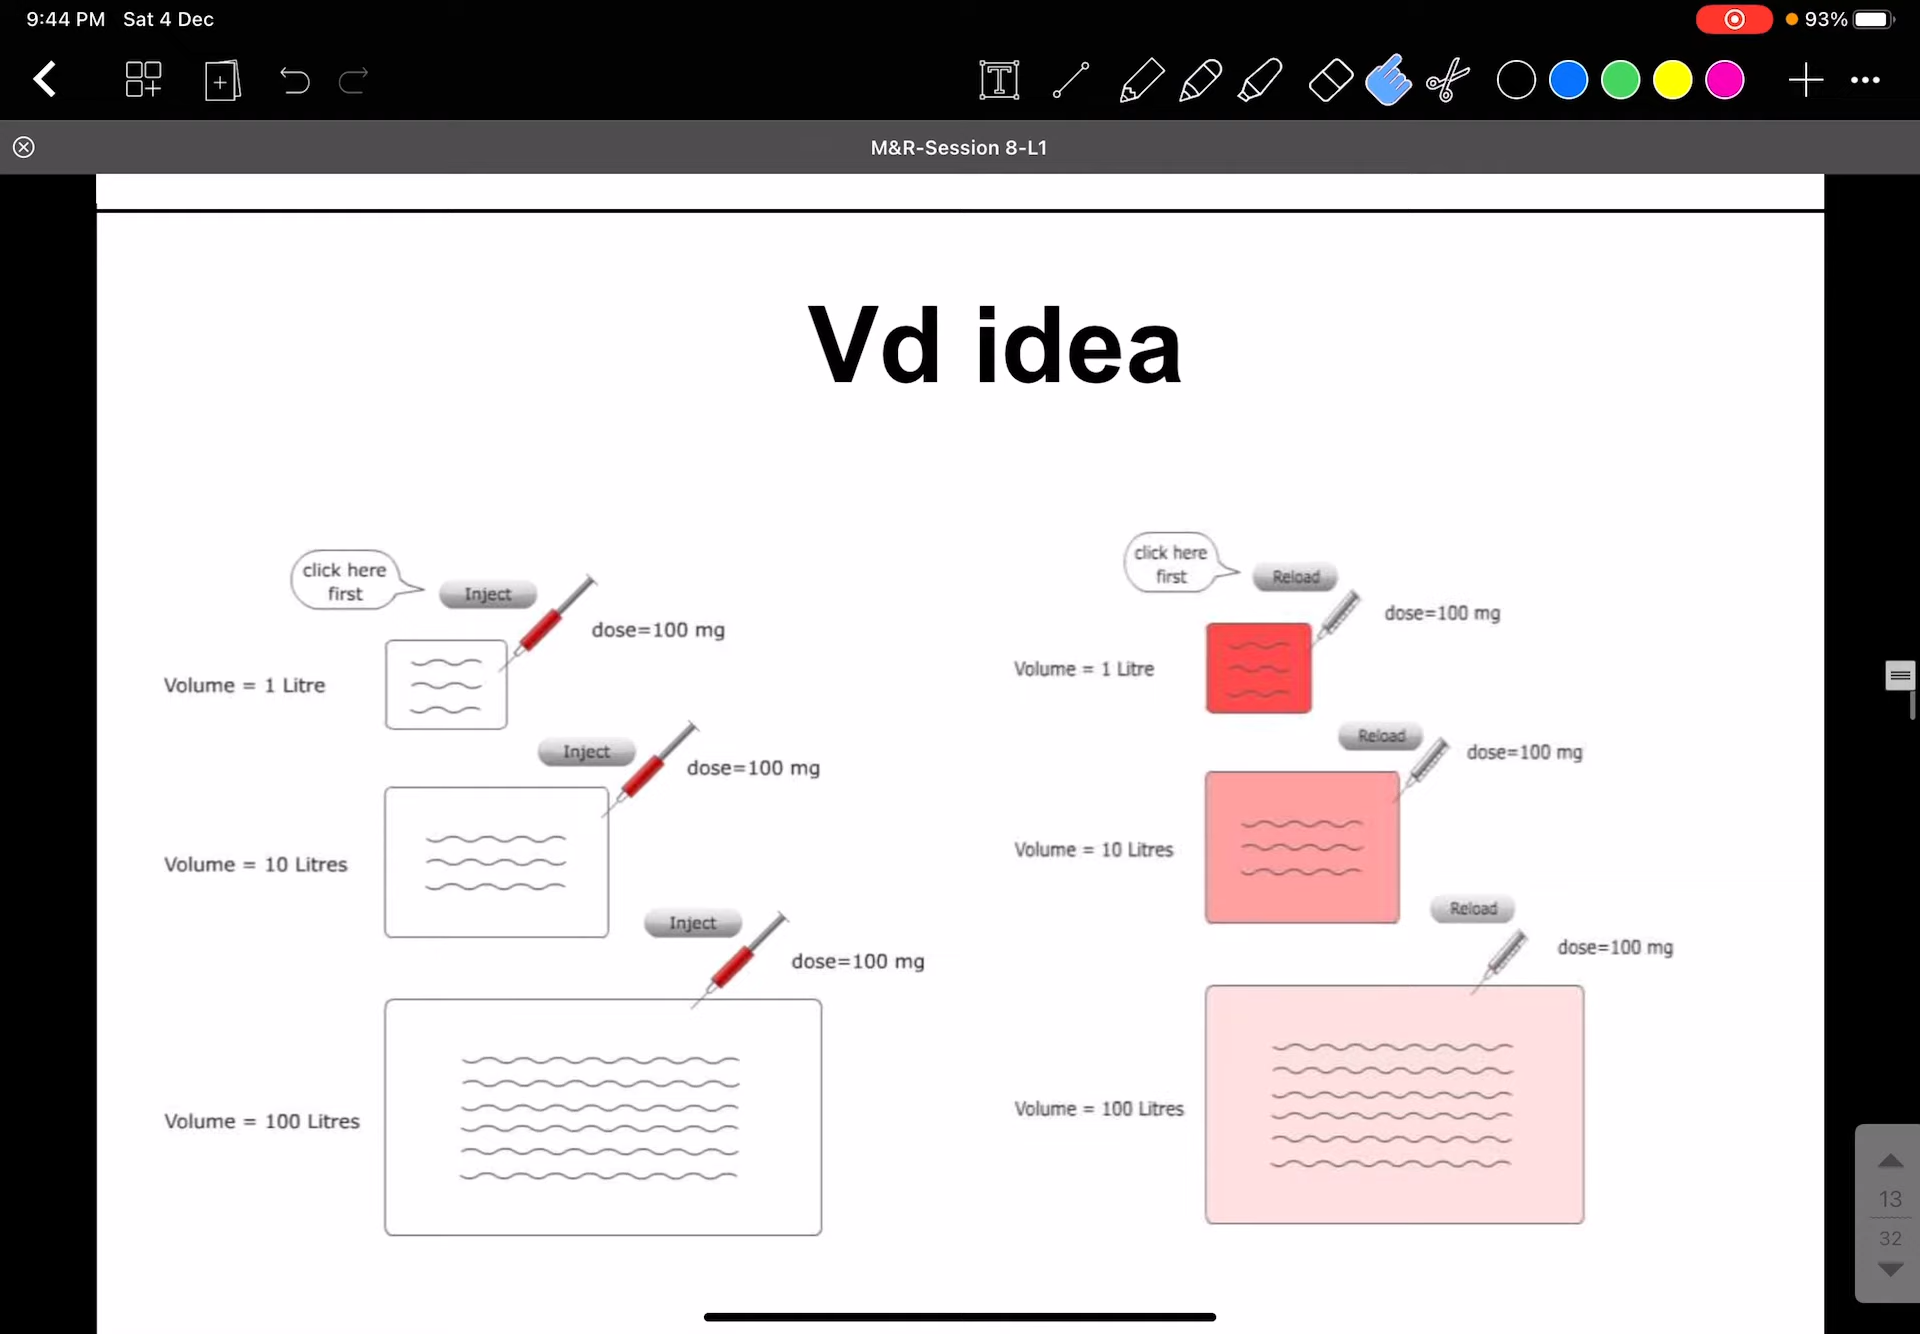 9:44 PM Sat 4 Dec
93%
T
M&R-Session 8-L1
Vd idea
click here
first
Inject
dose=100 mg
Volume = 1 Litre
Inject
dose=100 mg
Volume = 10 Litres
Inject
dose=100 mg
Volume = 100 Litres
click here
first
Reload
dose=100 mg
Volume = 1 Litre
Reload
dose=100 mg
Volume = 10 Litres
Reload
dose=100 mg
Volume = 100 Litres
13
32